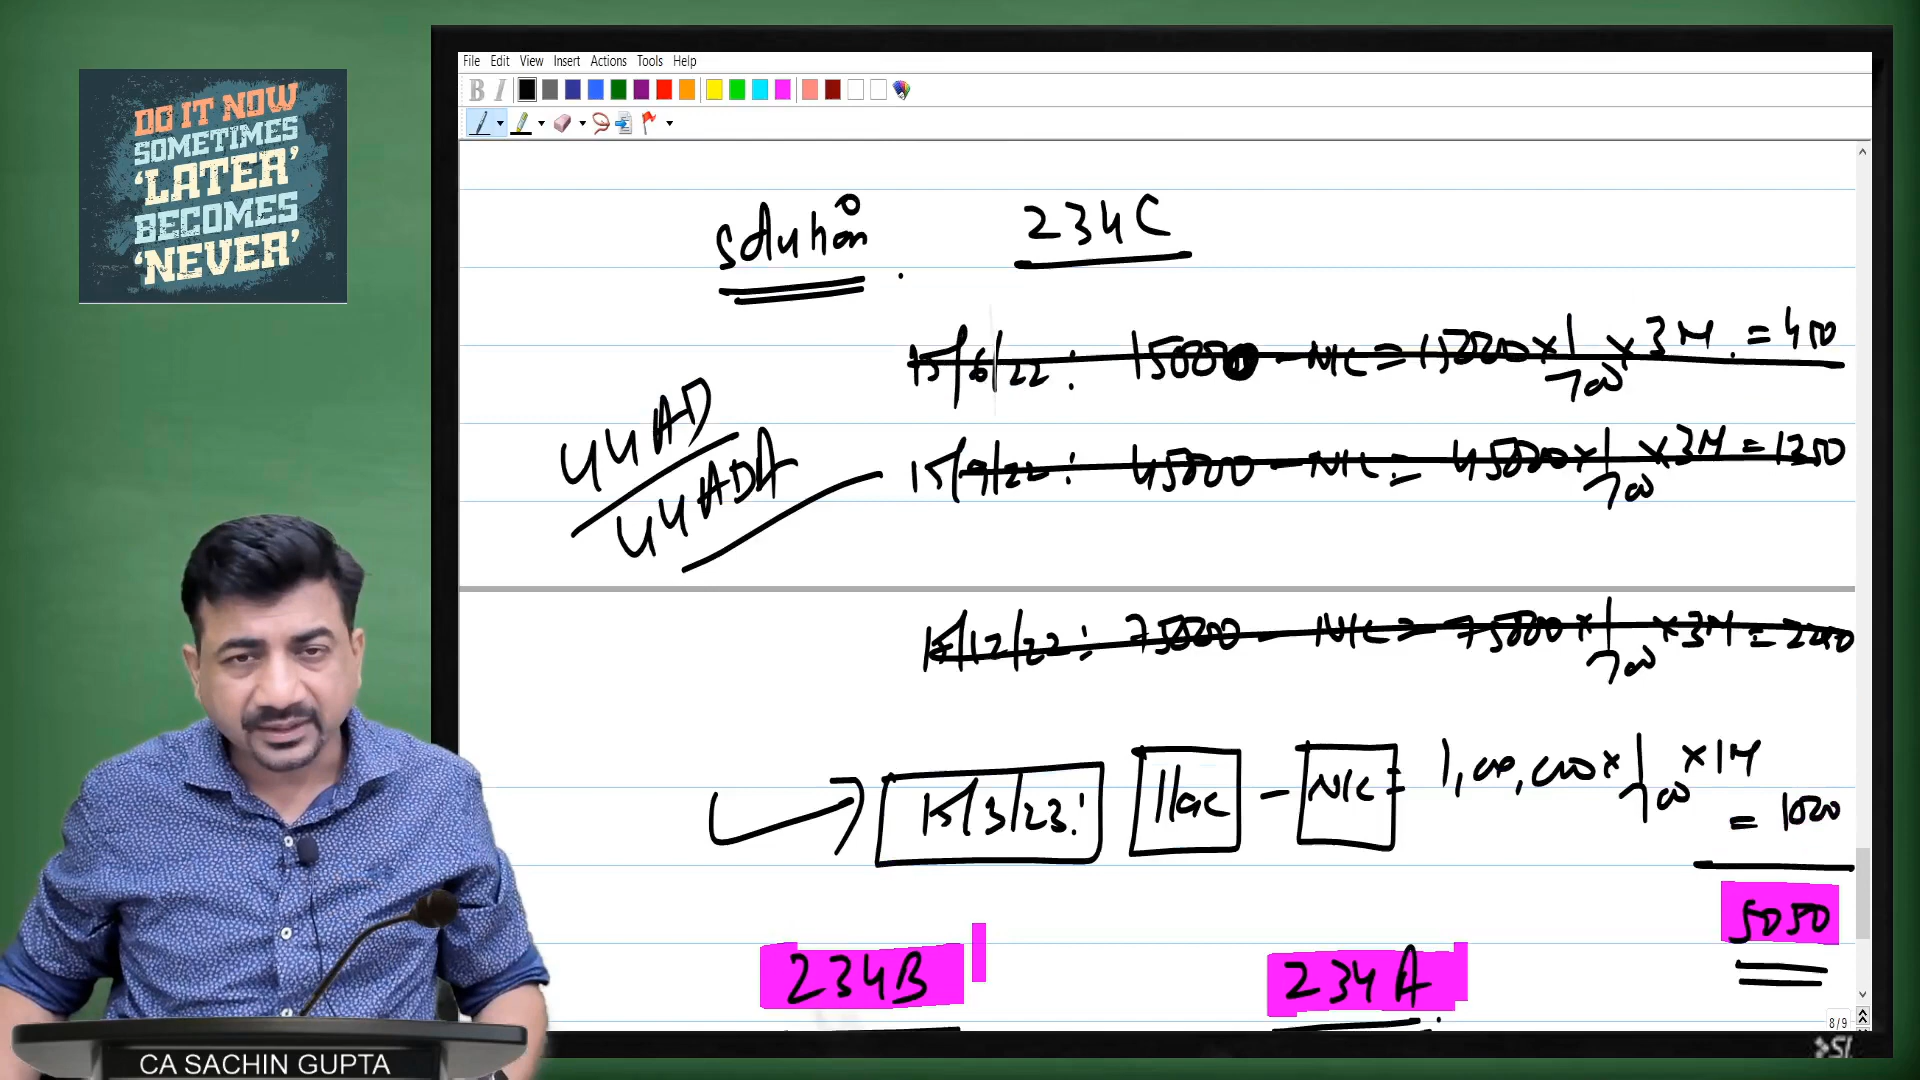 DO IT NOW
SOMETIMES
'LATER'
BECOMES
'NEVER'
File Edit View Insert Actions Tools Help
B I
Solution 234C
15/6/22: 15000 - NIL = 15000 × 1/100 × 3M = 450
44AD
44ADA
15/9/22: 45000 - NIL = 45000 × 1/100 × 3M = 1350
15/12/22: 75000 - NIL = 75000 × 1/100 × 3M = 2250
15/3/23: 1 lac - NIL = 1,00,000 × 1/100 × 1M
= 1000
5050
234B 234A
8/9
CA SACHIN GUPTA